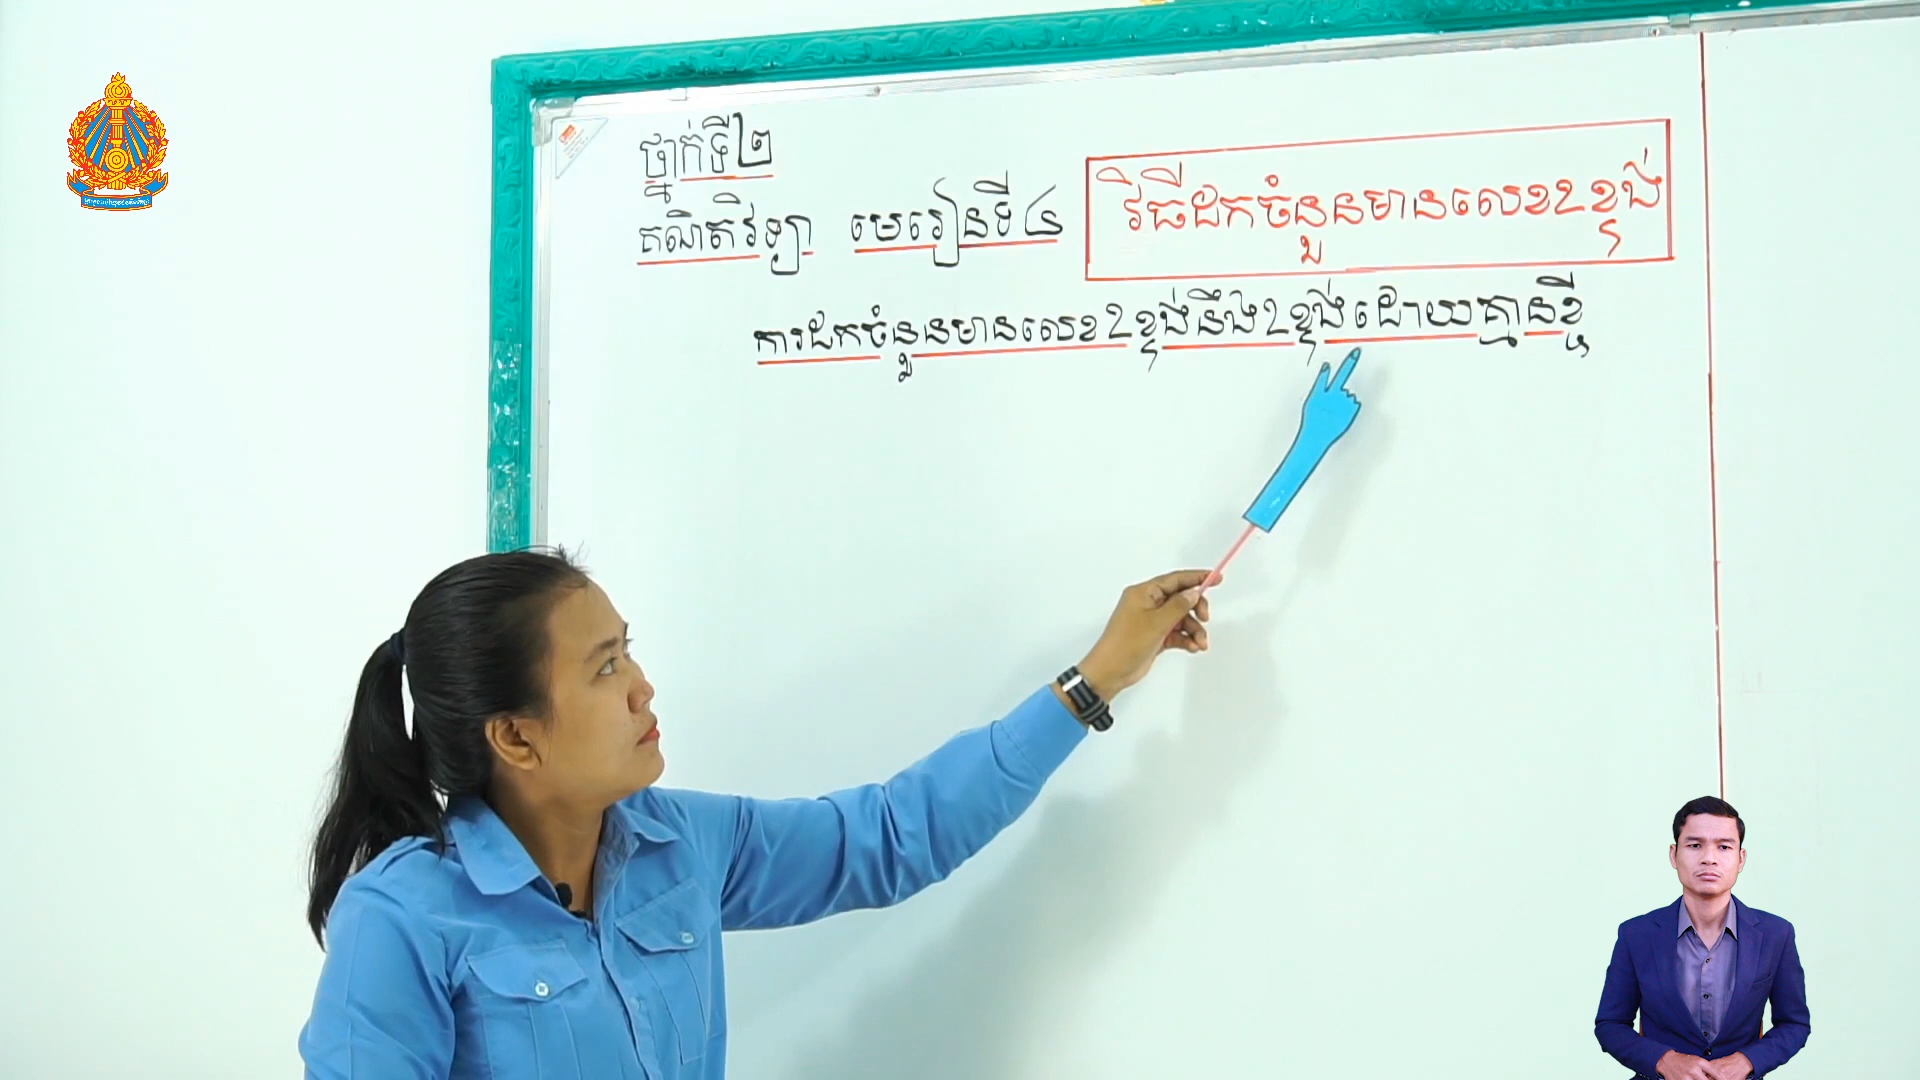 ថ្នាក់ទី២
គណិតវិទ្យា មេរៀនទី៤ វិធីដកចំនួនមានលេខ2ខ្ទង់
ការដកចំនួនមានលេខ2ខ្ទង់នឹង2ខ្ទង់ដោយគ្មានខ្ចី